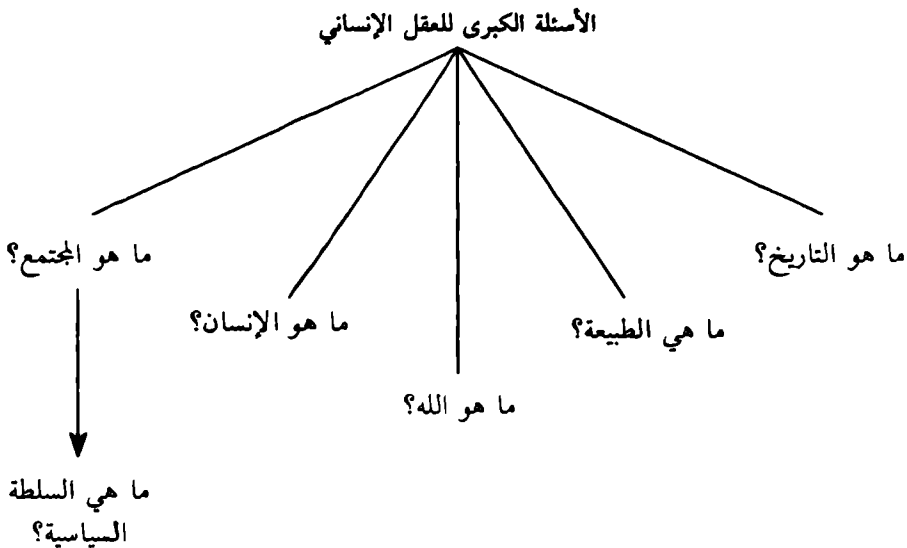 الأسئلة الكبرى للعقل الإنساني
ما هو التاريخ؟
ما هو المجتمع؟
ما هي الطبيعة؟
ما هو الإنسان؟
ما هو الله؟
ما هي السلطة
السياسية؟